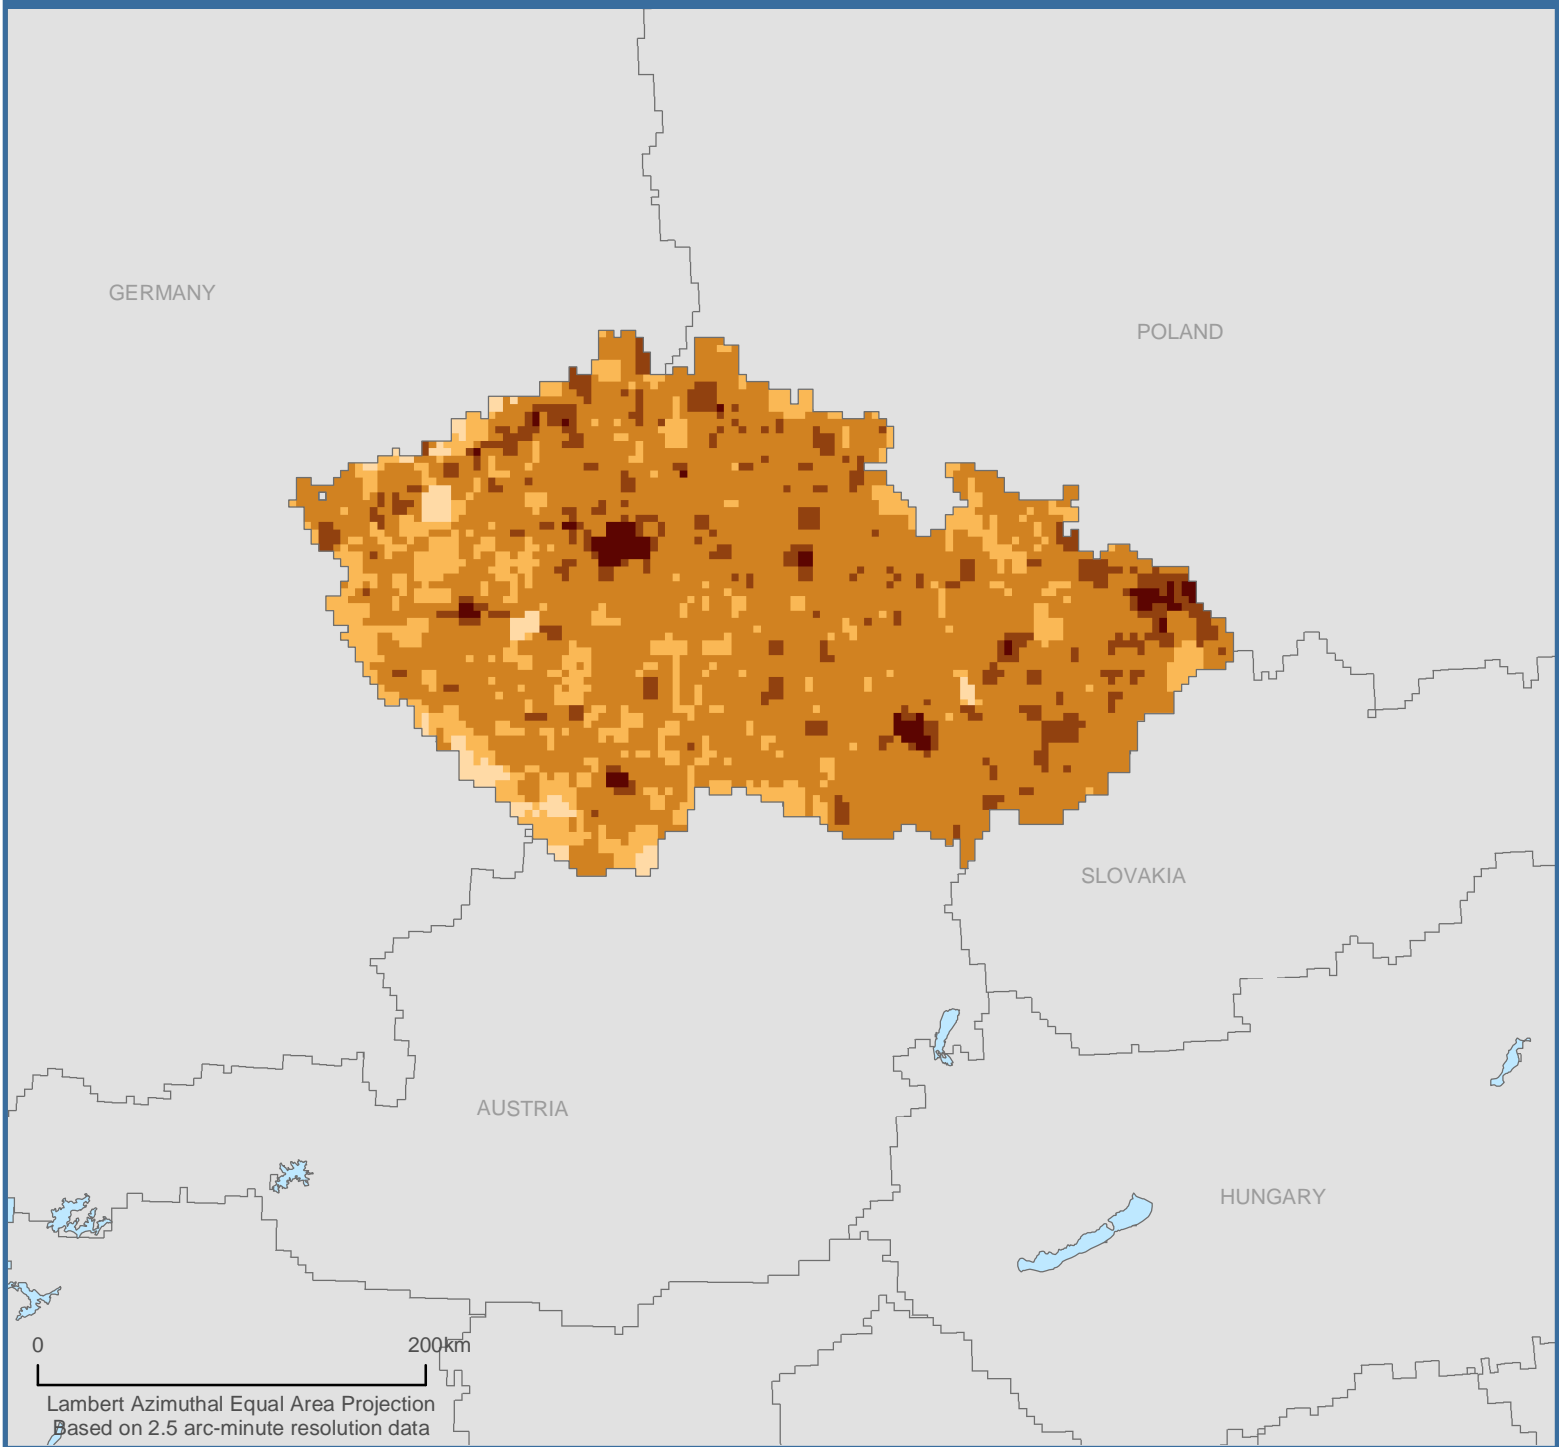 GERMANY
POLAND
SLOVAKIA
AUSTRIA
HUNGARY
0 200km
Lambert Azimuthal Equal Area Projection
Based on 2.5 arc-minute resolution data